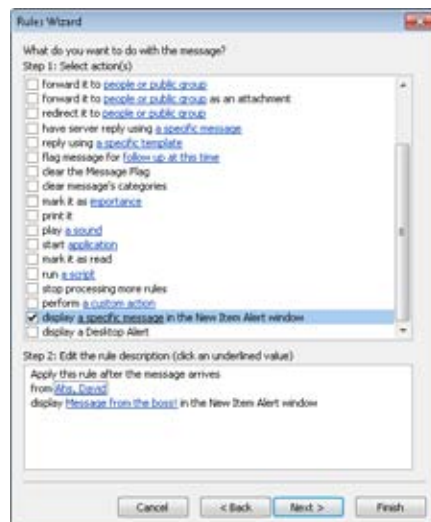 Rules Wizard
What do you want to do with the message?
Step 1: Select action(s)
forward it to people or public group
forward it to people or public group as an attachment
redirect it to people or public group
have server reply using a specific message
reply using a specific template
flag message for follow up at this time
clear the Message Flag
clear message's categories
mark it as importance
print it
play a sound
start application
mark it as read
run a script
stop processing more rules
perform a custom action
display a specific message in the New Item Alert window
display a Desktop Alert
Step 2: Edit the rule description (click an underlined value)
Apply this rule after the message arrives
from Ahs, David
display Message from the boss! in the New Item Alert window
Cancel < Back Next > Finish